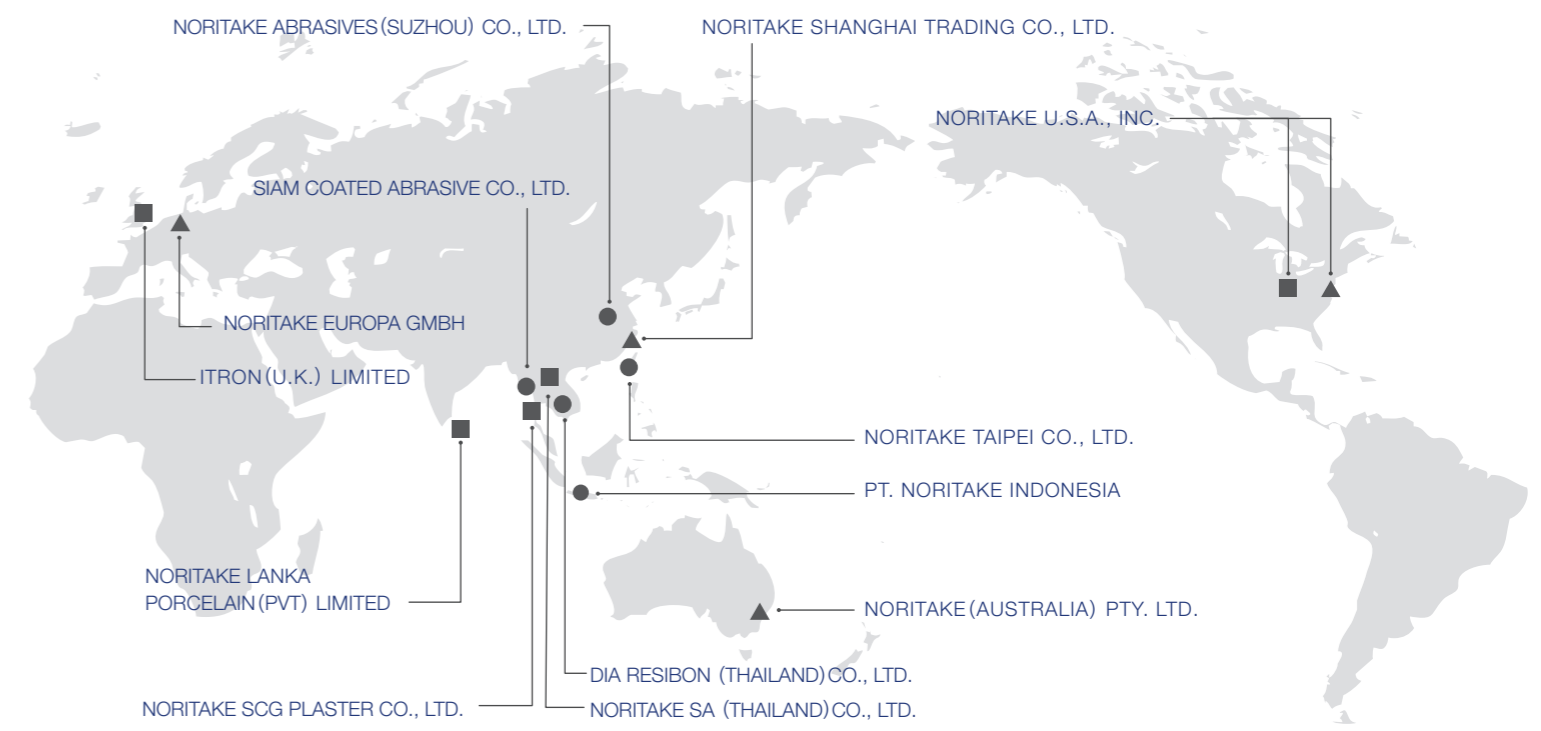 NORITAKE ABRASIVES(SUZHOU) CO., LTD.
NORITAKE SHANGHAI TRADING CO., LTD.
NORITAKE U.S.A., INC.
SIAM COATED ABRASIVE CO., LTD.
NORITAKE EUROPA GMBH
ITRON(U.K.) LIMITED
NORITAKE TAIPEI CO., LTD.
PT. NORITAKE INDONESIA
NORITAKE LANKA
PORCELAIN(PVT) LIMITED
NORITAKE(AUSTRALIA) PTY. LTD.
DIA RESIBON (THAILAND)CO., LTD.
NORITAKE SCG PLASTER CO., LTD.
NORITAKE SA (THAILAND)CO., LTD.